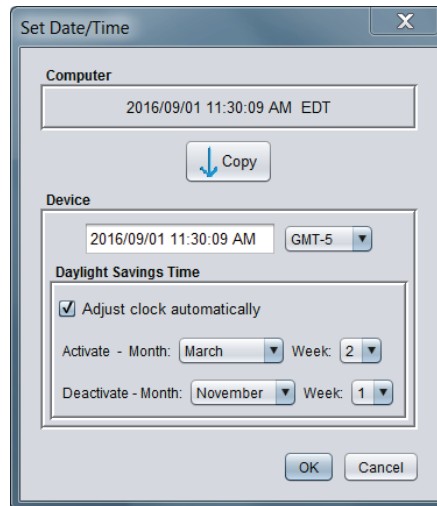 Set Date/Time X
Computer
2016/09/01 11:30:09 AM EDT
Copy
Device
2016/09/01 11:30:09 AM GMT-5
Daylight Savings Time
Adjust clock automatically
Activate - Month: March Week: 2
Deactivate - Month: November Week: 1
OK Cancel